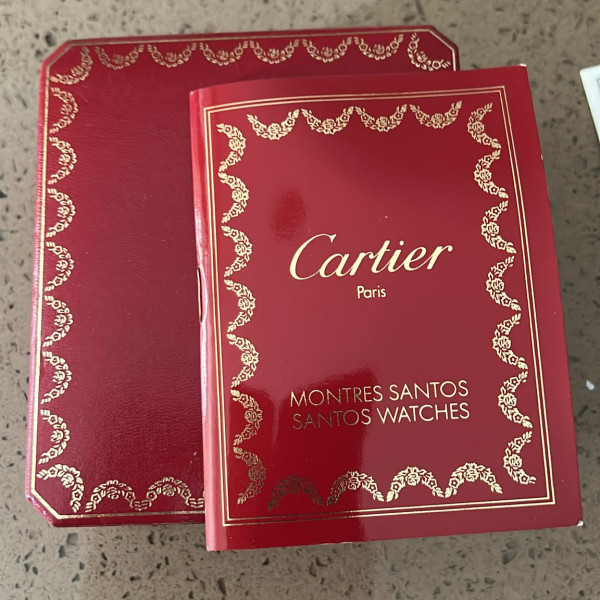 Cartier
Paris
MONTRES SANTOS
SANTOS WATCHES